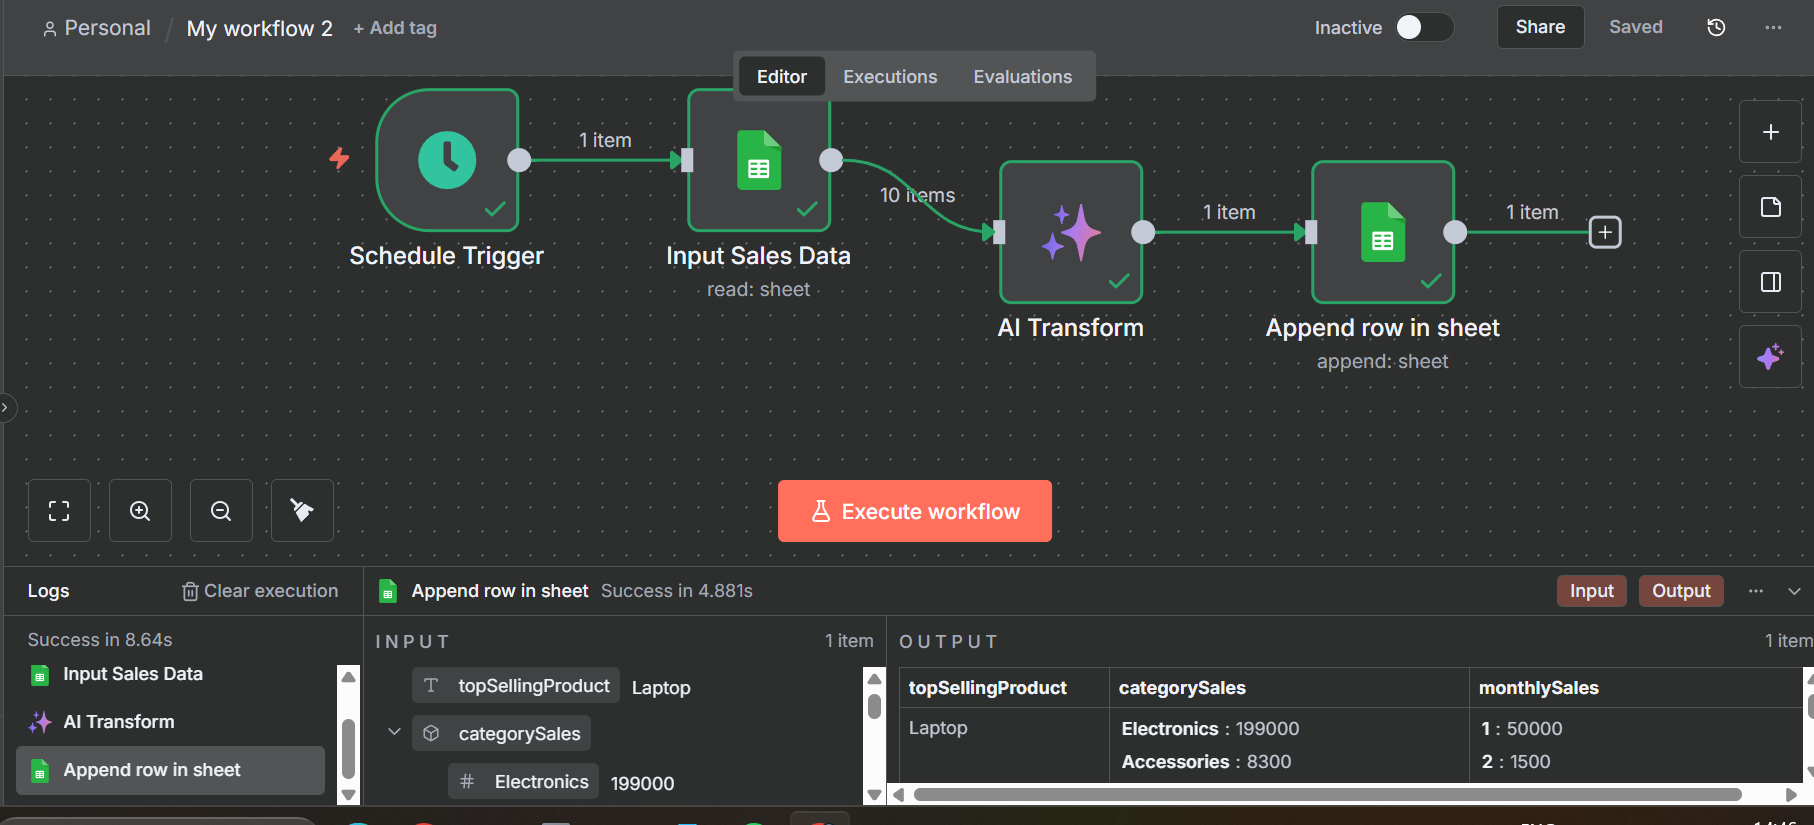 Personal / My workflow 2 + Add tag
Inactive Share Saved
Editor Executions Evaluations
1 item
10 items
1 item
1 item
Schedule Trigger
Input Sales Data
read: sheet
AI Transform
Append row in sheet
append: sheet
Execute workflow
Logs
Clear execution
Append row in sheet Success in 4.881s
Input Output
Success in 8.64s
Input Sales Data
AI Transform
Append row in sheet
INPUT
1 item
T topSellingProduct Laptop
categorySales
# Electronics 199000
OUTPUT
1 item
topSellingProduct categorySales monthlySales
Laptop Electronics : 199000 1 : 50000
Accessories : 8300 2 : 1500